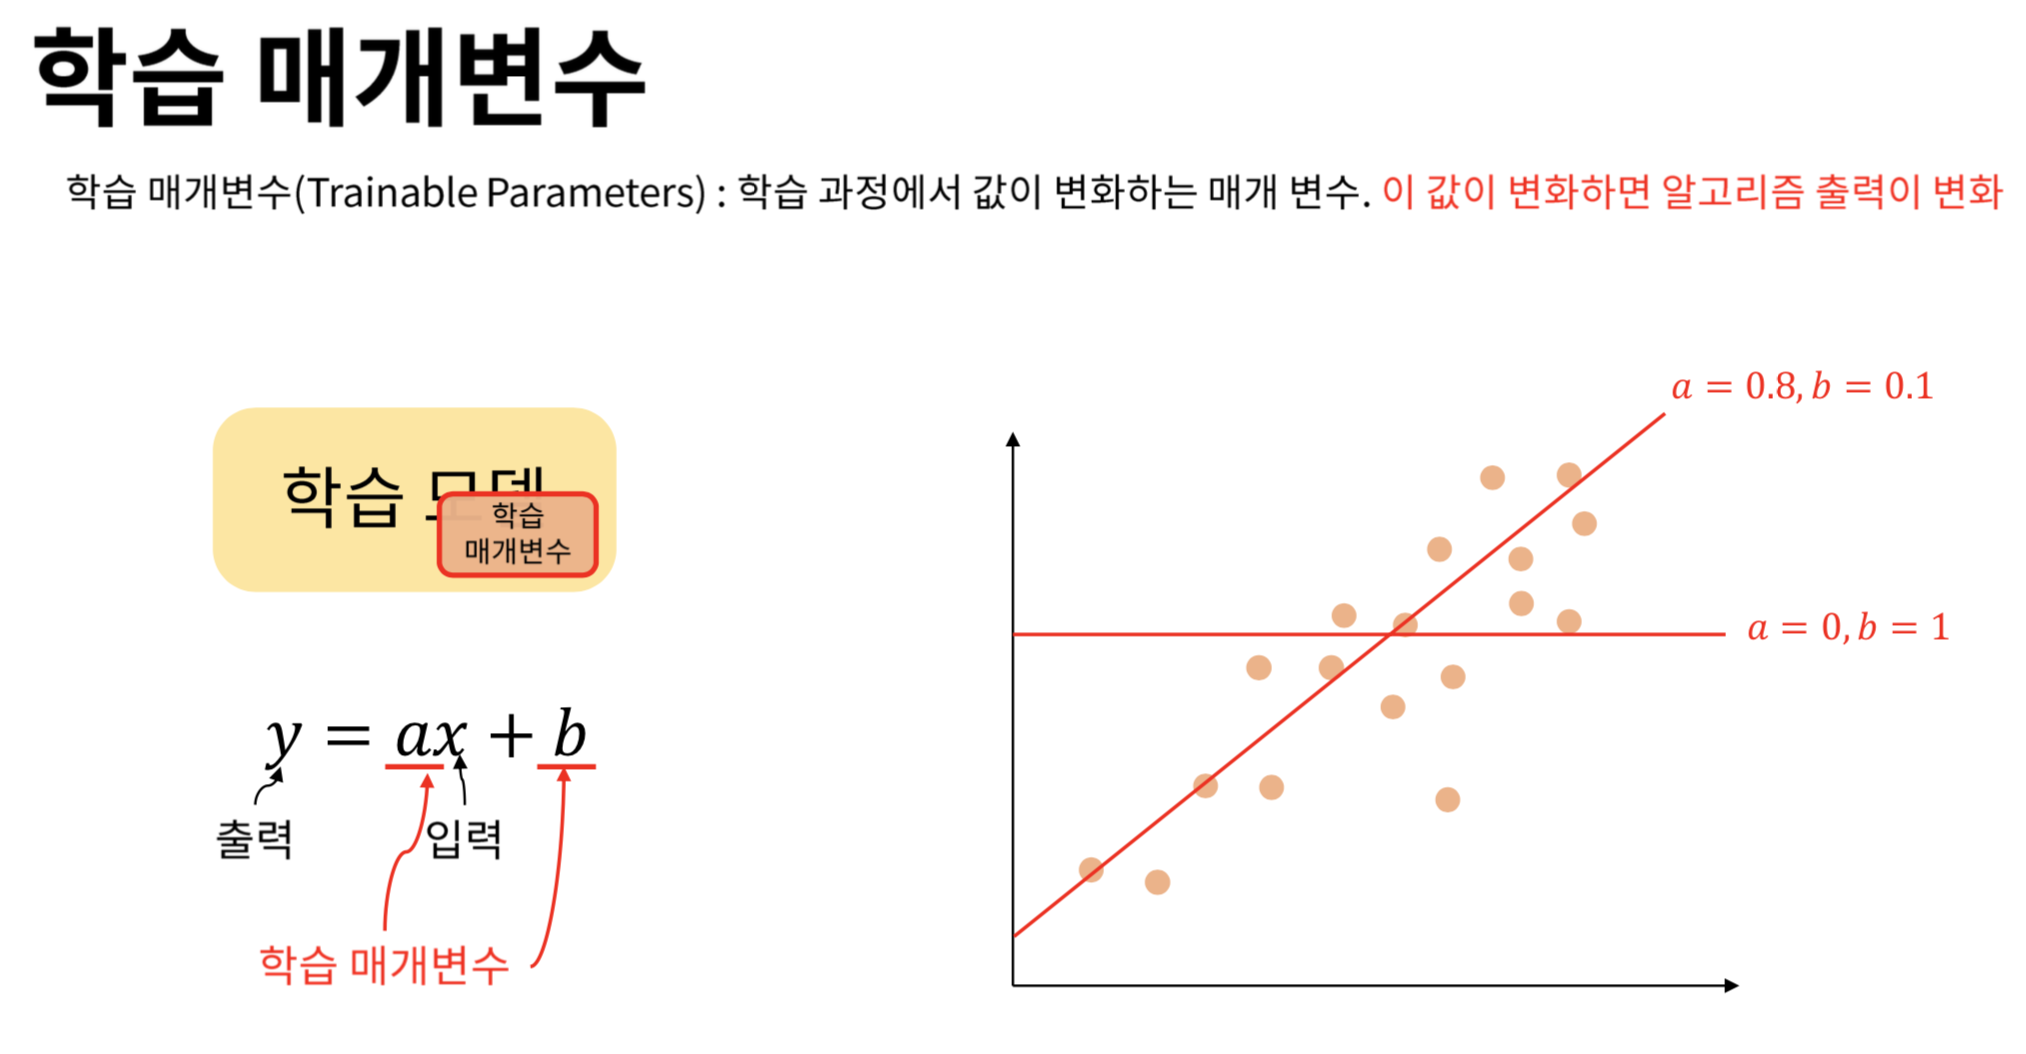 학습 매개변수
학습 매개변수(Trainable Parameters) : 학습 과정에서 값이 변화하는 매개 변수. 이 값이 변화하면 알고리즘 출력이 변화
학습 모델
학습
매개변수
y = ax + b
출력
입력
학습 매개변수
a = 0.8, b = 0.1
a = 0, b = 1